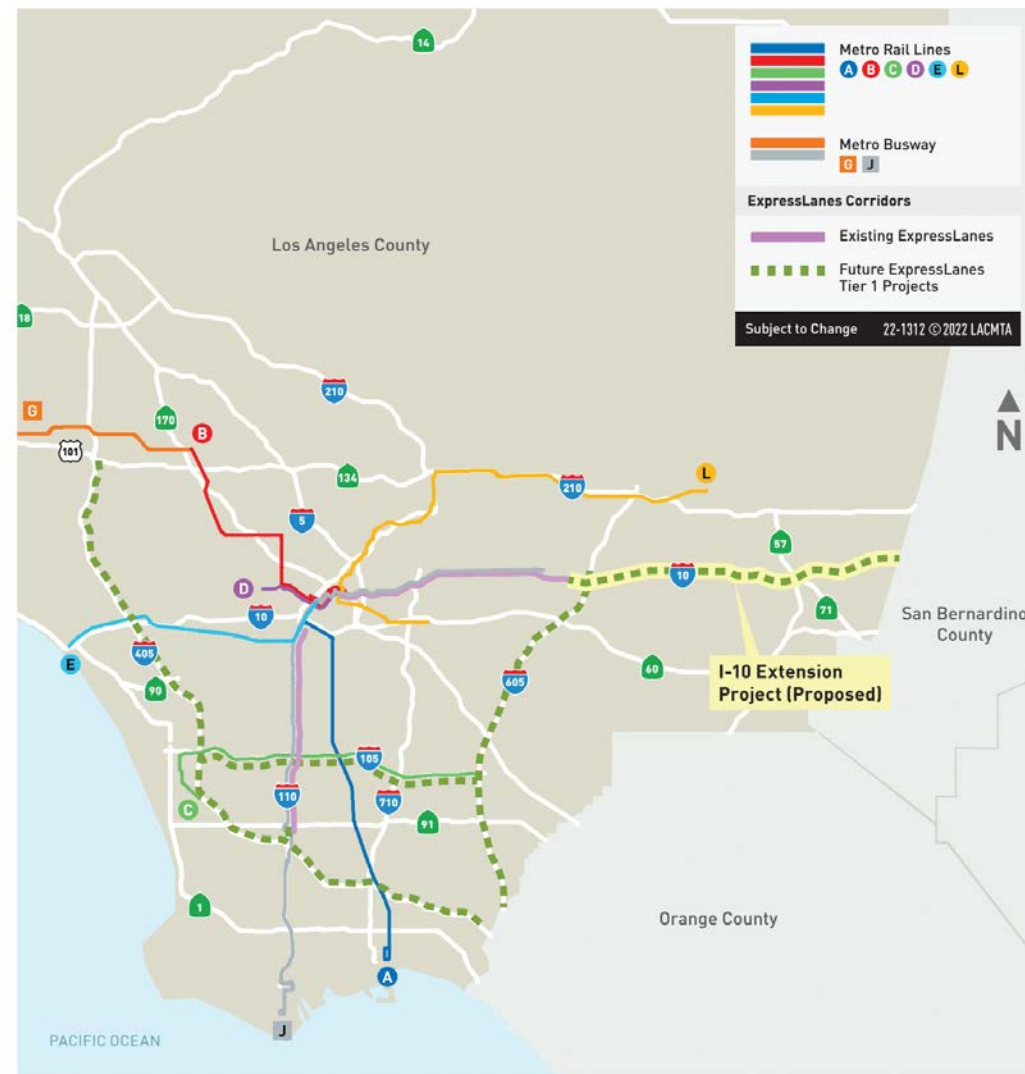 14
Metro Rail Lines
A B C D E L
Metro Busway
G J
ExpressLanes Corridors
Existing ExpressLanes
Future ExpressLanes
Tier 1 Projects
Subject to Change 22-1312 © 2022 LACMTA
Los Angeles County
18
210
N
G
170
B
101
134
210
L
5
57
D
10
10
71
San Bernardino
County
E
405
90
605
60
I-10 Extension
Project (Proposed)
105
110
710
C
91
1
Orange County
A
J
PACIFIC OCEAN